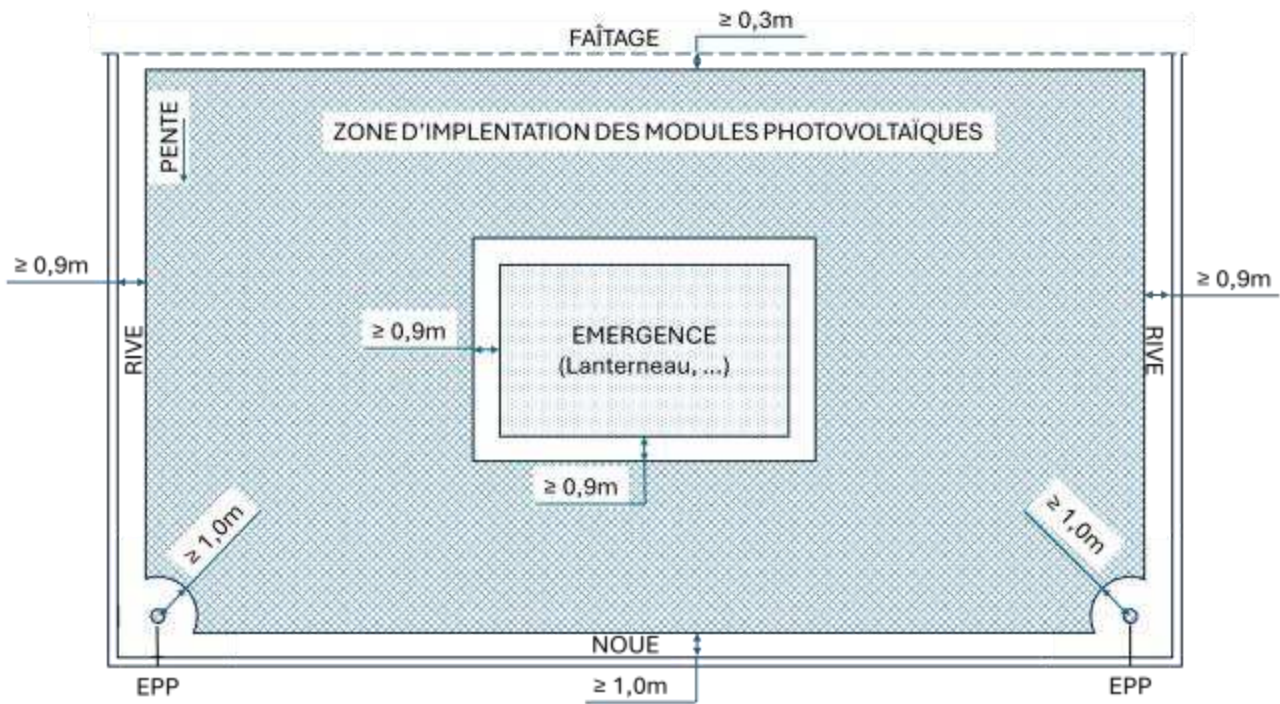 ≥ 0,3m
FAÎTAGE
PENTE
ZONE D'IMPLENTATION DES MODULES PHOTOVOLTAÏQUES
≥ 0,9m
≥ 0,9m
RIVE
≥ 0,9m
EMERGENCE
(Lanterneau, ...)
RIVE
≥ 0,9m
≥ 1,0m
≥ 1,0m
NOUE
EPP
≥ 1,0m
EPP